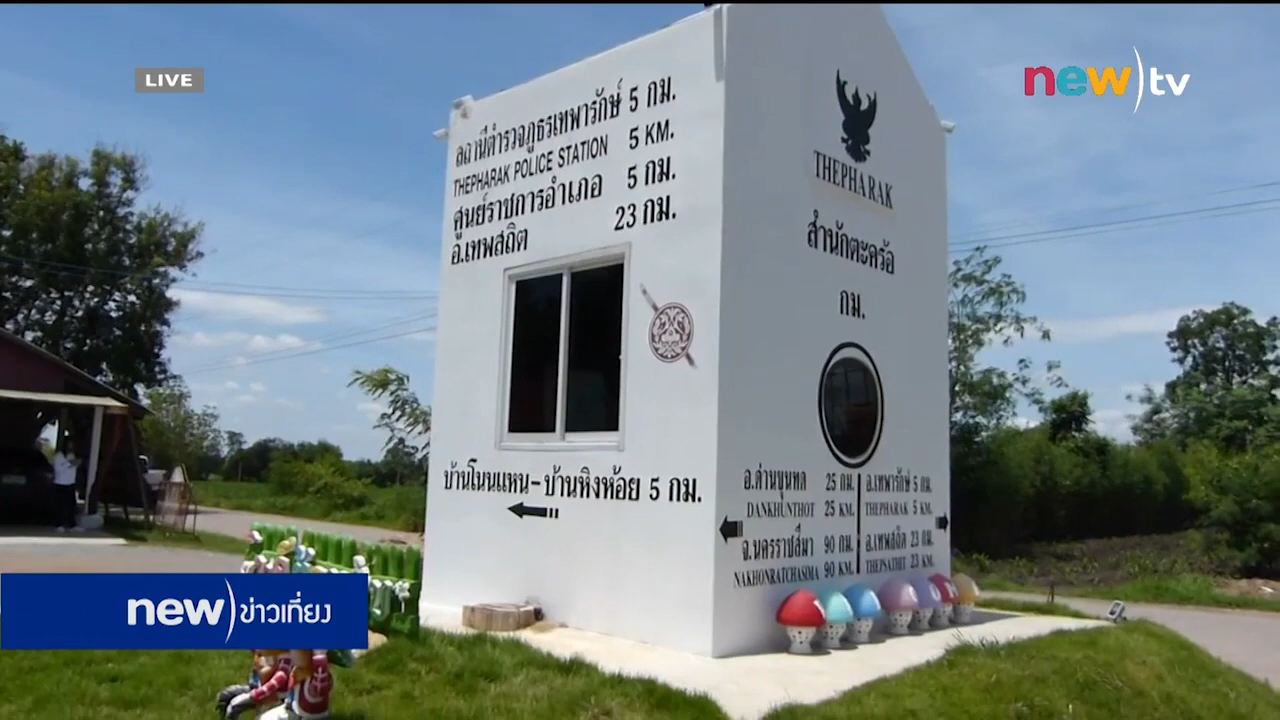 LIVE
new)tv
สถานีตำรวจภูธรเทพารักษ์ 5 กม.
THEPHARAK POLICE STATION 5 KM.
ศูนย์ราชการอำเภอ 5 กม.
อ.เทพสถิต 23 กม.
บ้านโนนแหน-บ้านหิงห้อย 5 กม.
THEPHARAK
สำนักตะคร้อ
กม.
อ.ด่านขุนทด 25 กม.
DANKHUNTHOT 25 KM.
จ.นครราชสีมา 90 กม.
NAKHONRATCHASIMA 90 KM.
อ.เทพารักษ์ 5 กม.
THEPHARAK 5 KM.
อ.เทพสถิต 23 กม.
THEPSATHIT 23 KM.
new)ข่าวเที่ยง